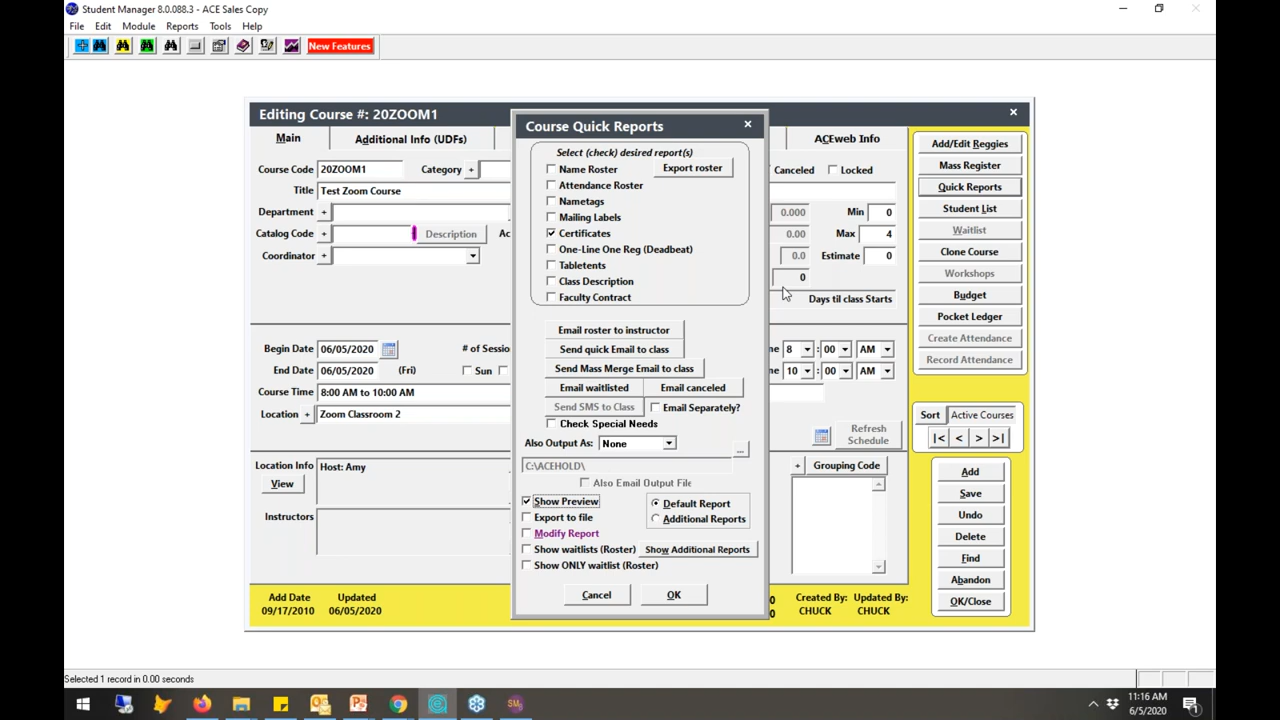 Student Manager 8.0.088.3 - ACE Sales Copy
File Edit Module Reports Tools Help
New Features
Editing Course #: 20ZOOM1
Main Additional Info (UDFs) ACEweb Info
Course Code 20ZOOM1 Category + Canceled Locked
Title Test Zoom Course
Department + 0.000 Min 0
Catalog Code + Description 0.00 Max 4
Coordinator + 0.0 Estimate 0
0
Days til class Starts
Begin Date 06/05/2020 # of Sessi 8 : 00 AM
End Date 06/05/2020 (Fri) Sun 10 : 00 AM
Course Time 8:00 AM to 10:00 AM
Location + Zoom Classroom 2
Refresh
Schedule
Location Info Host: Amy
View
+ Grouping Code
Instructors
Add Date Updated
09/17/2010 06/05/2020
Created By: Updated By:
CHUCK CHUCK
Course Quick Reports
Select (check) desired report(s)
Name Roster Export roster
Attendance Roster
Nametags
Mailing Labels
Certificates
One-Line One Reg (Deadbeat)
Tabletents
Class Description
Faculty Contract
Email roster to instructor
Send quick Email to class
Send Mass Merge Email to class
Email waitlisted Email canceled
Send SMS to Class Email Separately?
Check Special Needs
Also Output As: None
...
C:\ACEHOLD\
Also Email Output File
Show Preview Default Report
Export to file Additional Reports
Modify Report
Show waitlists (Roster) Show Additional Reports
Show ONLY waitlist (Roster)
Cancel OK
Add/Edit Reggies
Mass Register
Quick Reports
Student List
Waitlist
Clone Course
Workshops
Budget
Pocket Ledger
Create Attendance
Record Attendance
Sort Active Courses
|< < > >|
Add
Save
Undo
Delete
Find
Abandon
OK/Close
Selected 1 record in 0.00 seconds
11:16 AM
6/5/2020